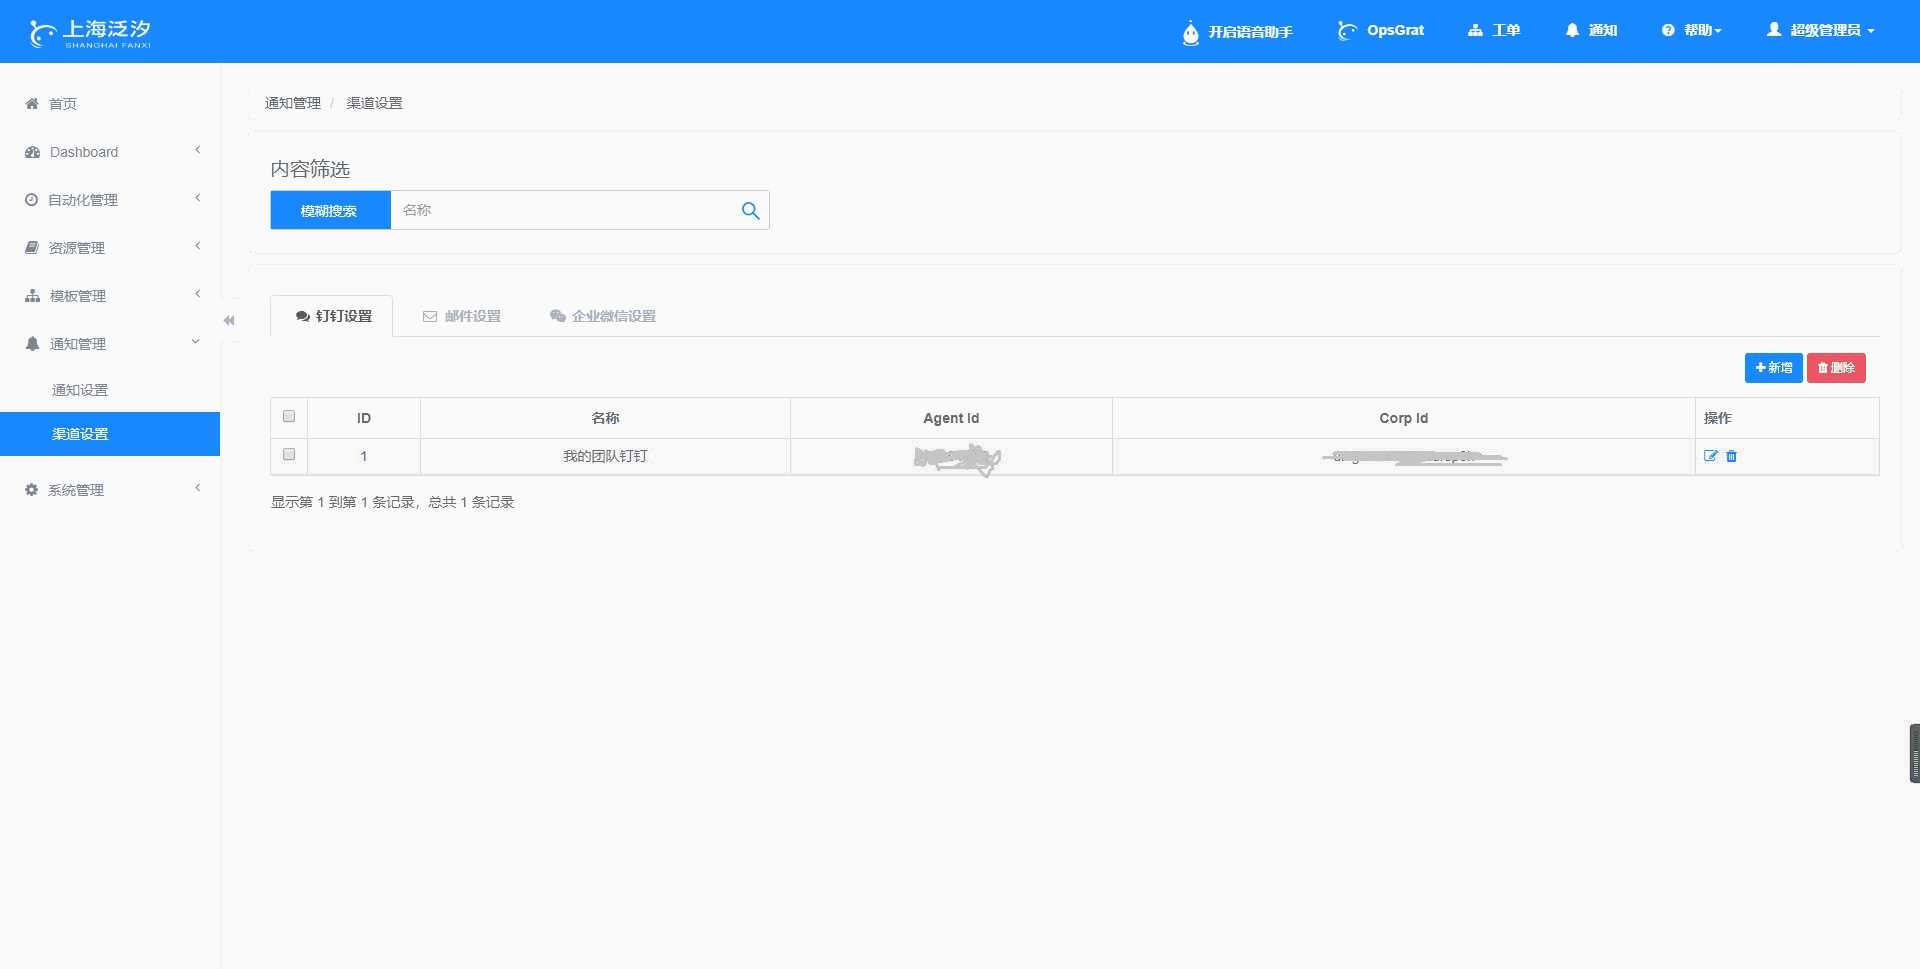 上海泛汐
SHANGHAI FANXI
开启语音助手
OpsGrat
工单
通知
帮助
超级管理员
首页
Dashboard
自动化管理
资源管理
模板管理
通知管理
通知设置
渠道设置
系统管理
通知管理 / 渠道设置
内容筛选
模糊搜索 名称
钉钉设置 邮件设置 企业微信设置
新增 删除
ID 名称 Agent Id Corp Id 操作
1 我的团队钉钉
显示第 1 到第 1 条记录，总共 1 条记录